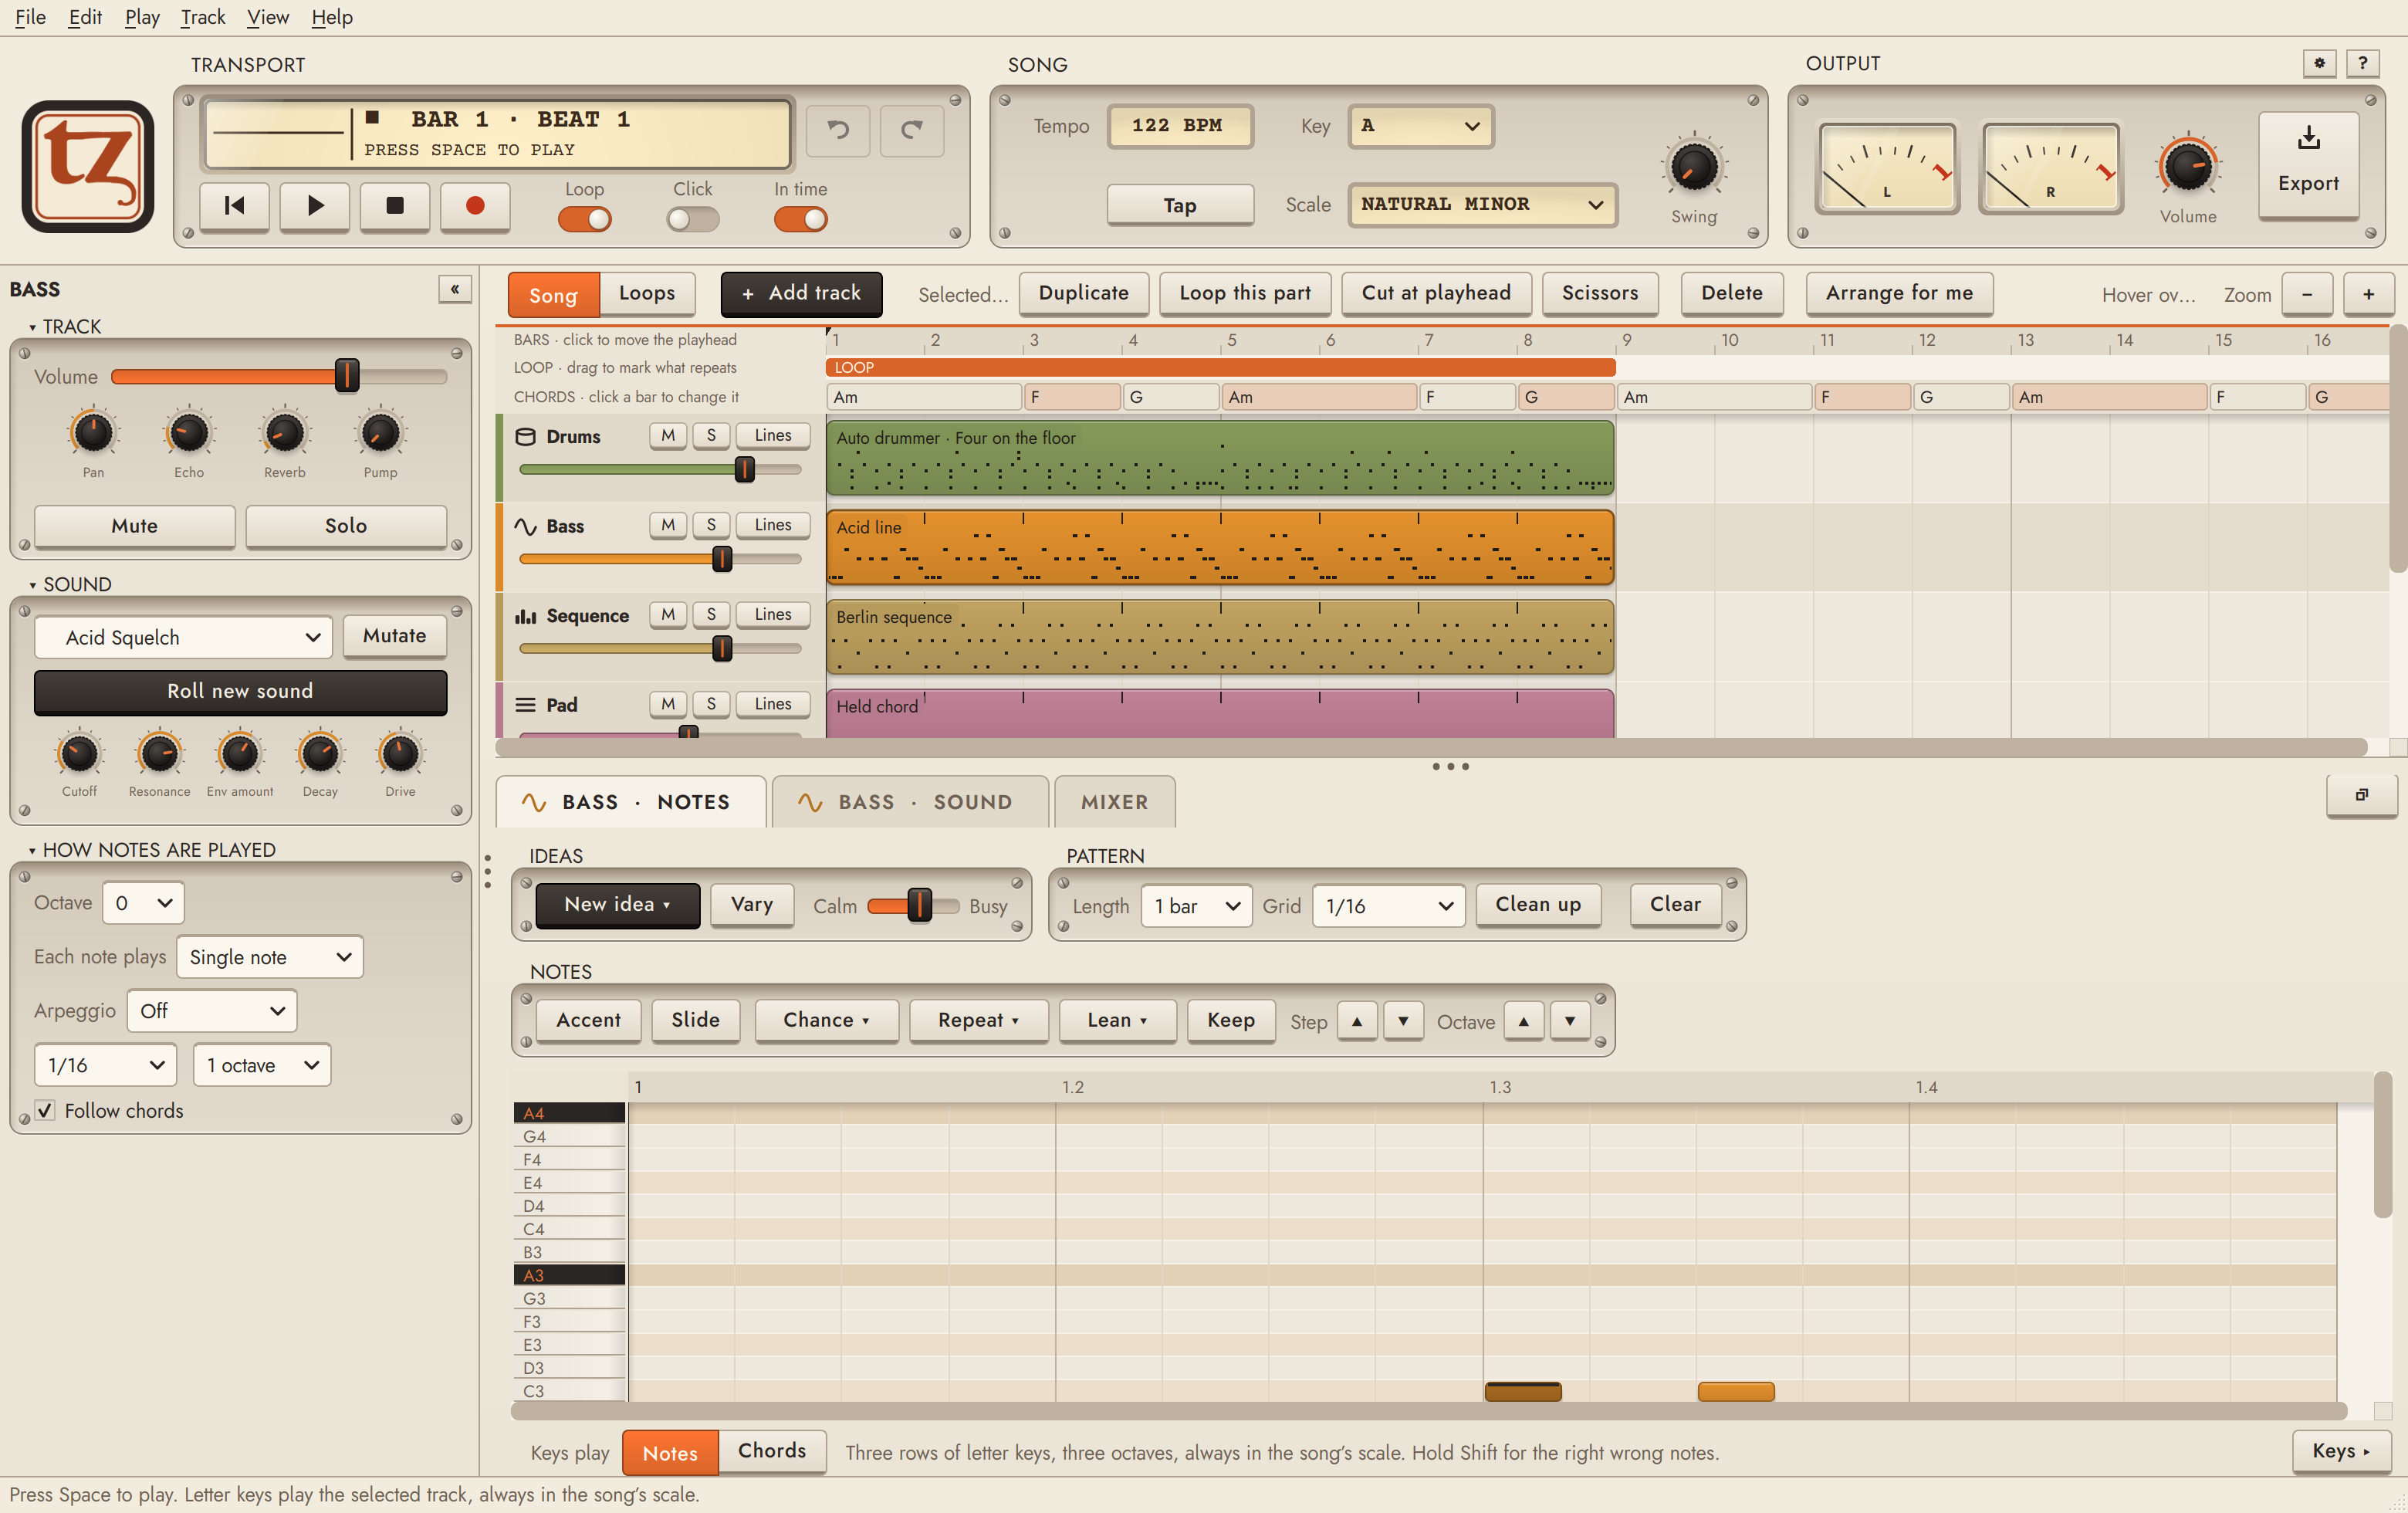 File Edit Play Track View Help
TRANSPORT
SONG
OUTPUT
?
tz
BAR 1 · BEAT 1
PRESS SPACE TO PLAY
Loop Click In time
Tempo 122 BPM Key A
Tap Scale NATURAL MINOR
Swing
L R
1 1
Volume
Export
BASS «
TRACK
Volume
Pan Echo Reverb Pump
Mute Solo
SOUND
Acid Squelch Mutate
Roll new sound
Cutoff Resonance Env amount Decay Drive
HOW NOTES ARE PLAYED
Octave 0
Each note plays Single note
Arpeggio Off
1/16 1 octave
Follow chords
Song Loops + Add track Selected... Duplicate Loop this part Cut at playhead Scissors Delete Arrange for me Hover ov... Zoom − +
BARS · click to move the playhead 1 2 3 4 5 6 7 8 9 10 11 12 13 14 15 16
LOOP · drag to mark what repeats LOOP
CHORDS · click a bar to change it Am F G Am F G Am F G Am F G
Drums M S Lines Auto drummer · Four on the floor
Bass M S Lines Acid line
Sequence M S Lines Berlin sequence
Pad M S Lines Held chord
BASS · NOTES BASS · SOUND MIXER
IDEAS PATTERN
New idea Vary Calm Busy Length 1 bar Grid 1/16 Clean up Clear
NOTES
Accent Slide Chance Repeat Lean Keep Step Octave
1 1.2 1.3 1.4
A4
G4
F4
E4
D4
C4
B3
A3
G3
F3
E3
D3
C3
Keys play Notes Chords Three rows of letter keys, three octaves, always in the song's scale. Hold Shift for the right wrong notes. Keys
Press Space to play. Letter keys play the selected track, always in the song's scale.